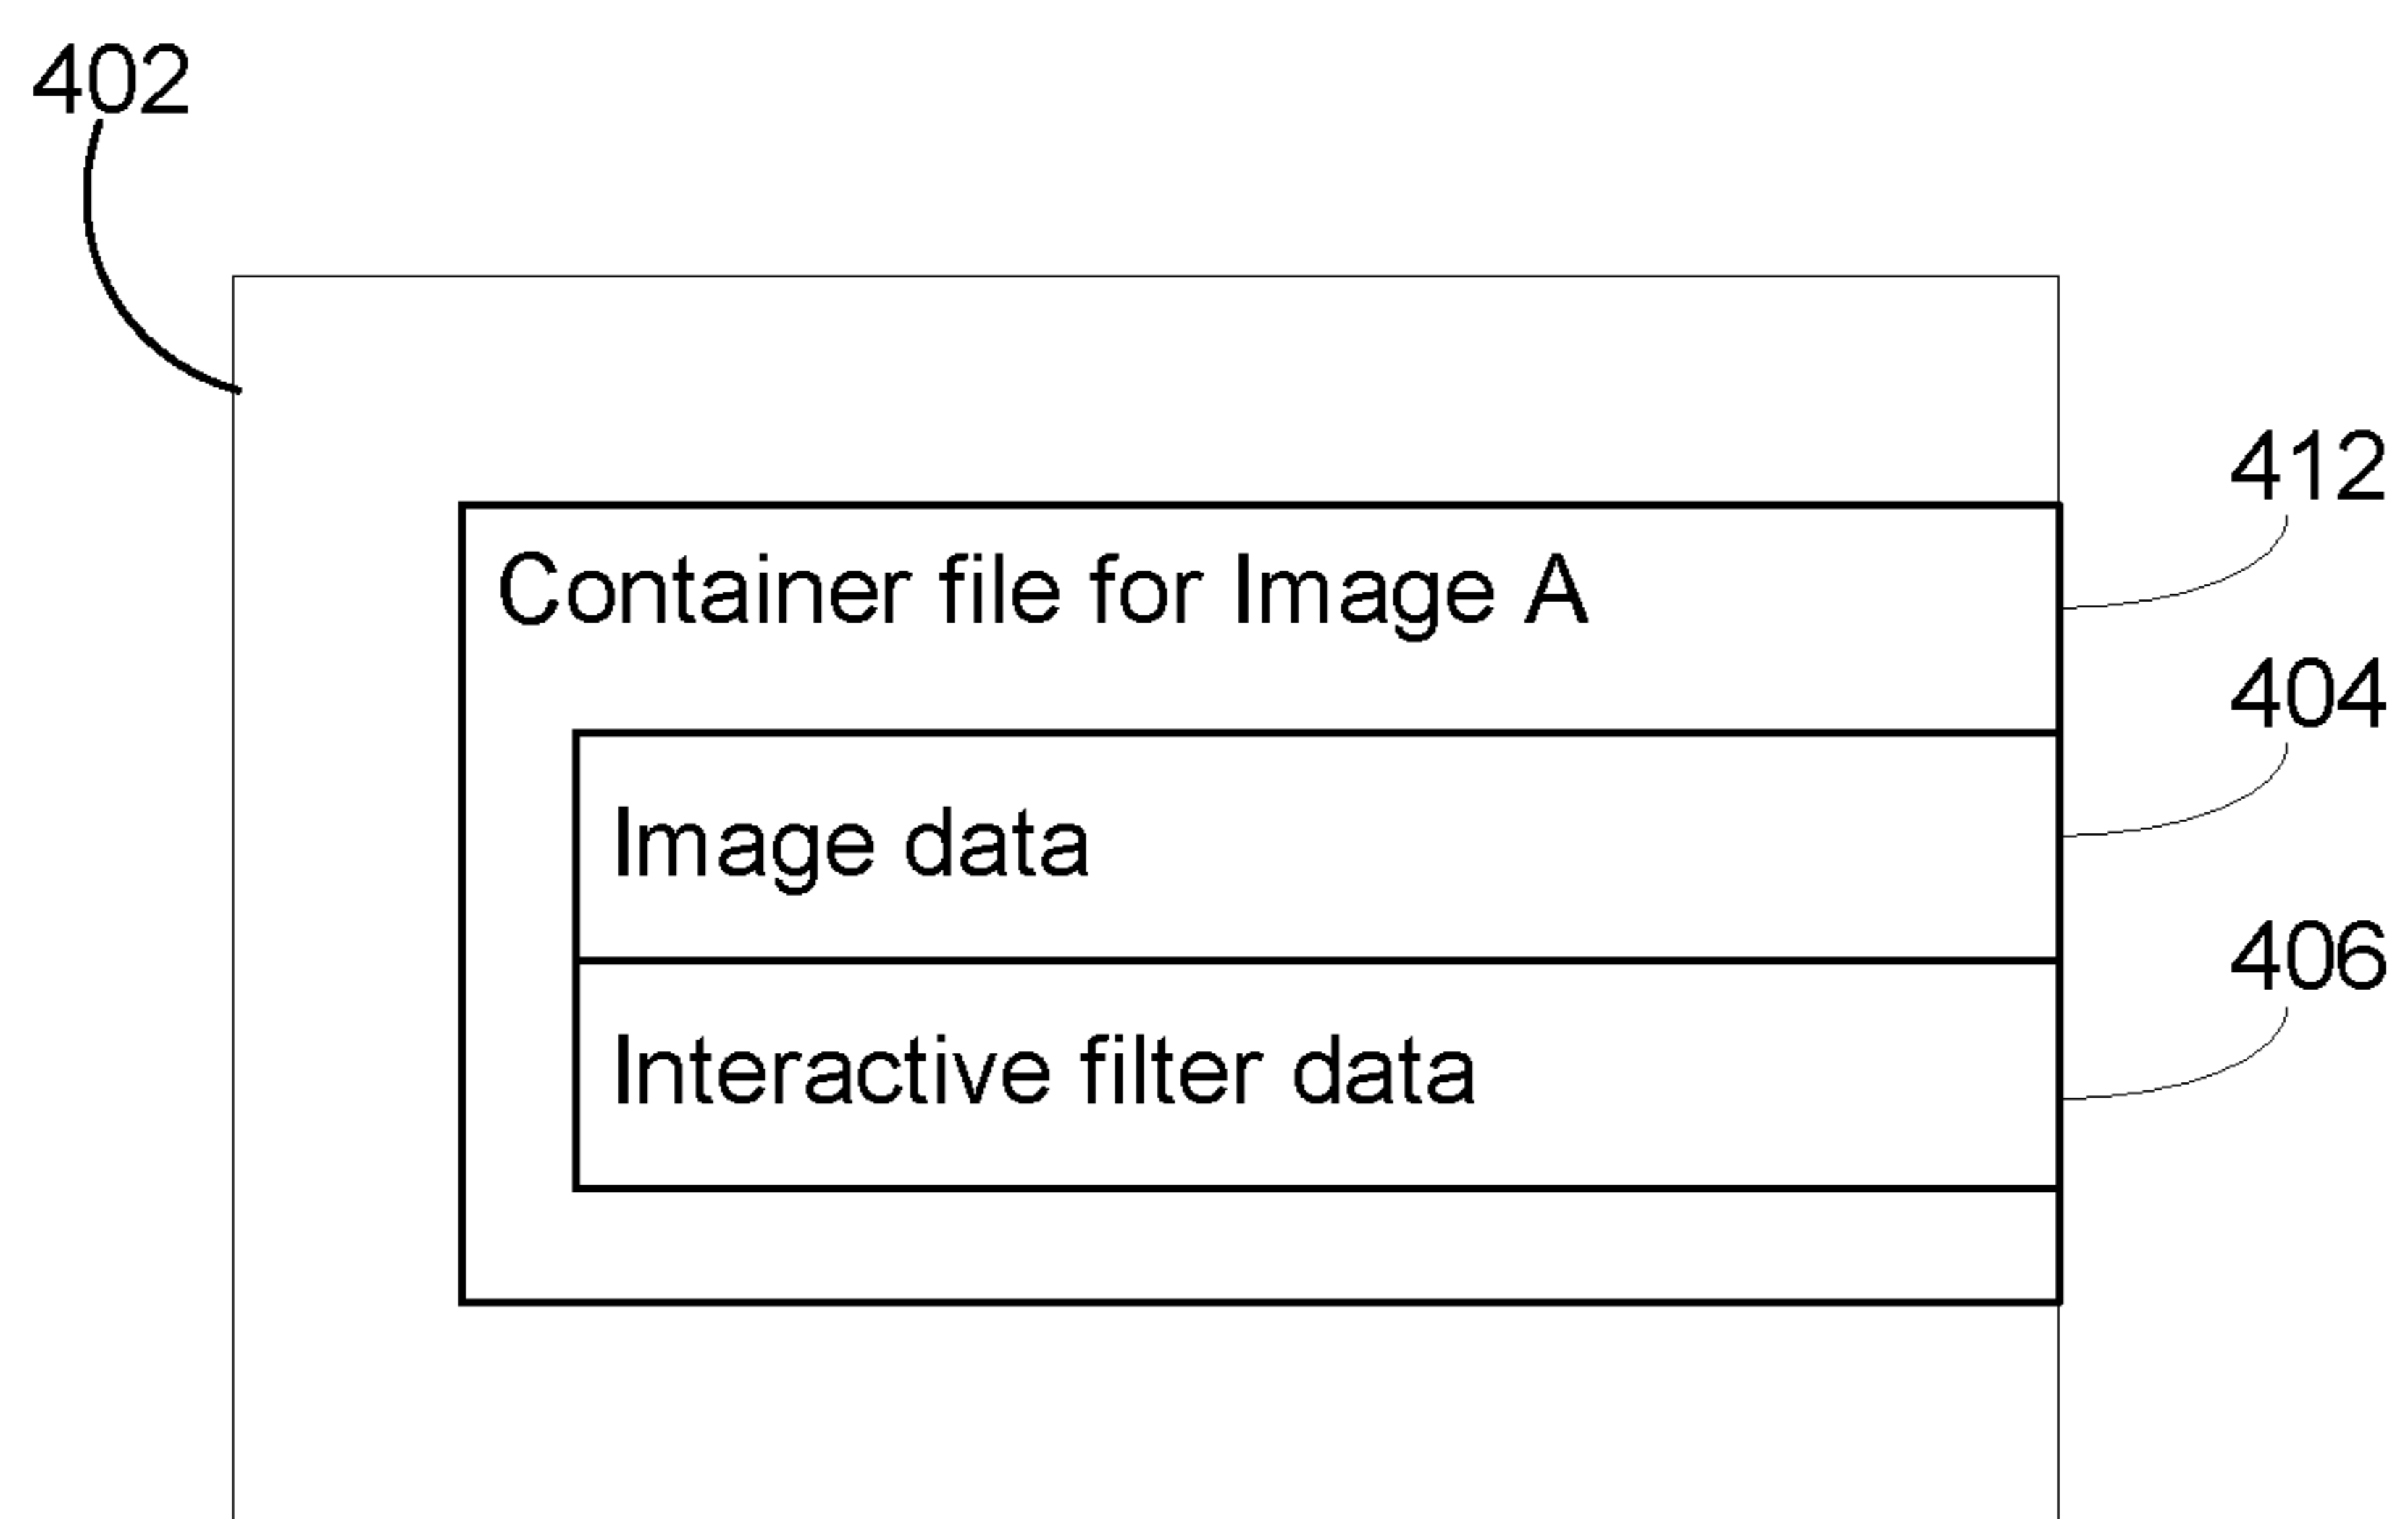 402
412
Container file for Image A
404
Image data
406
Interactive filter data